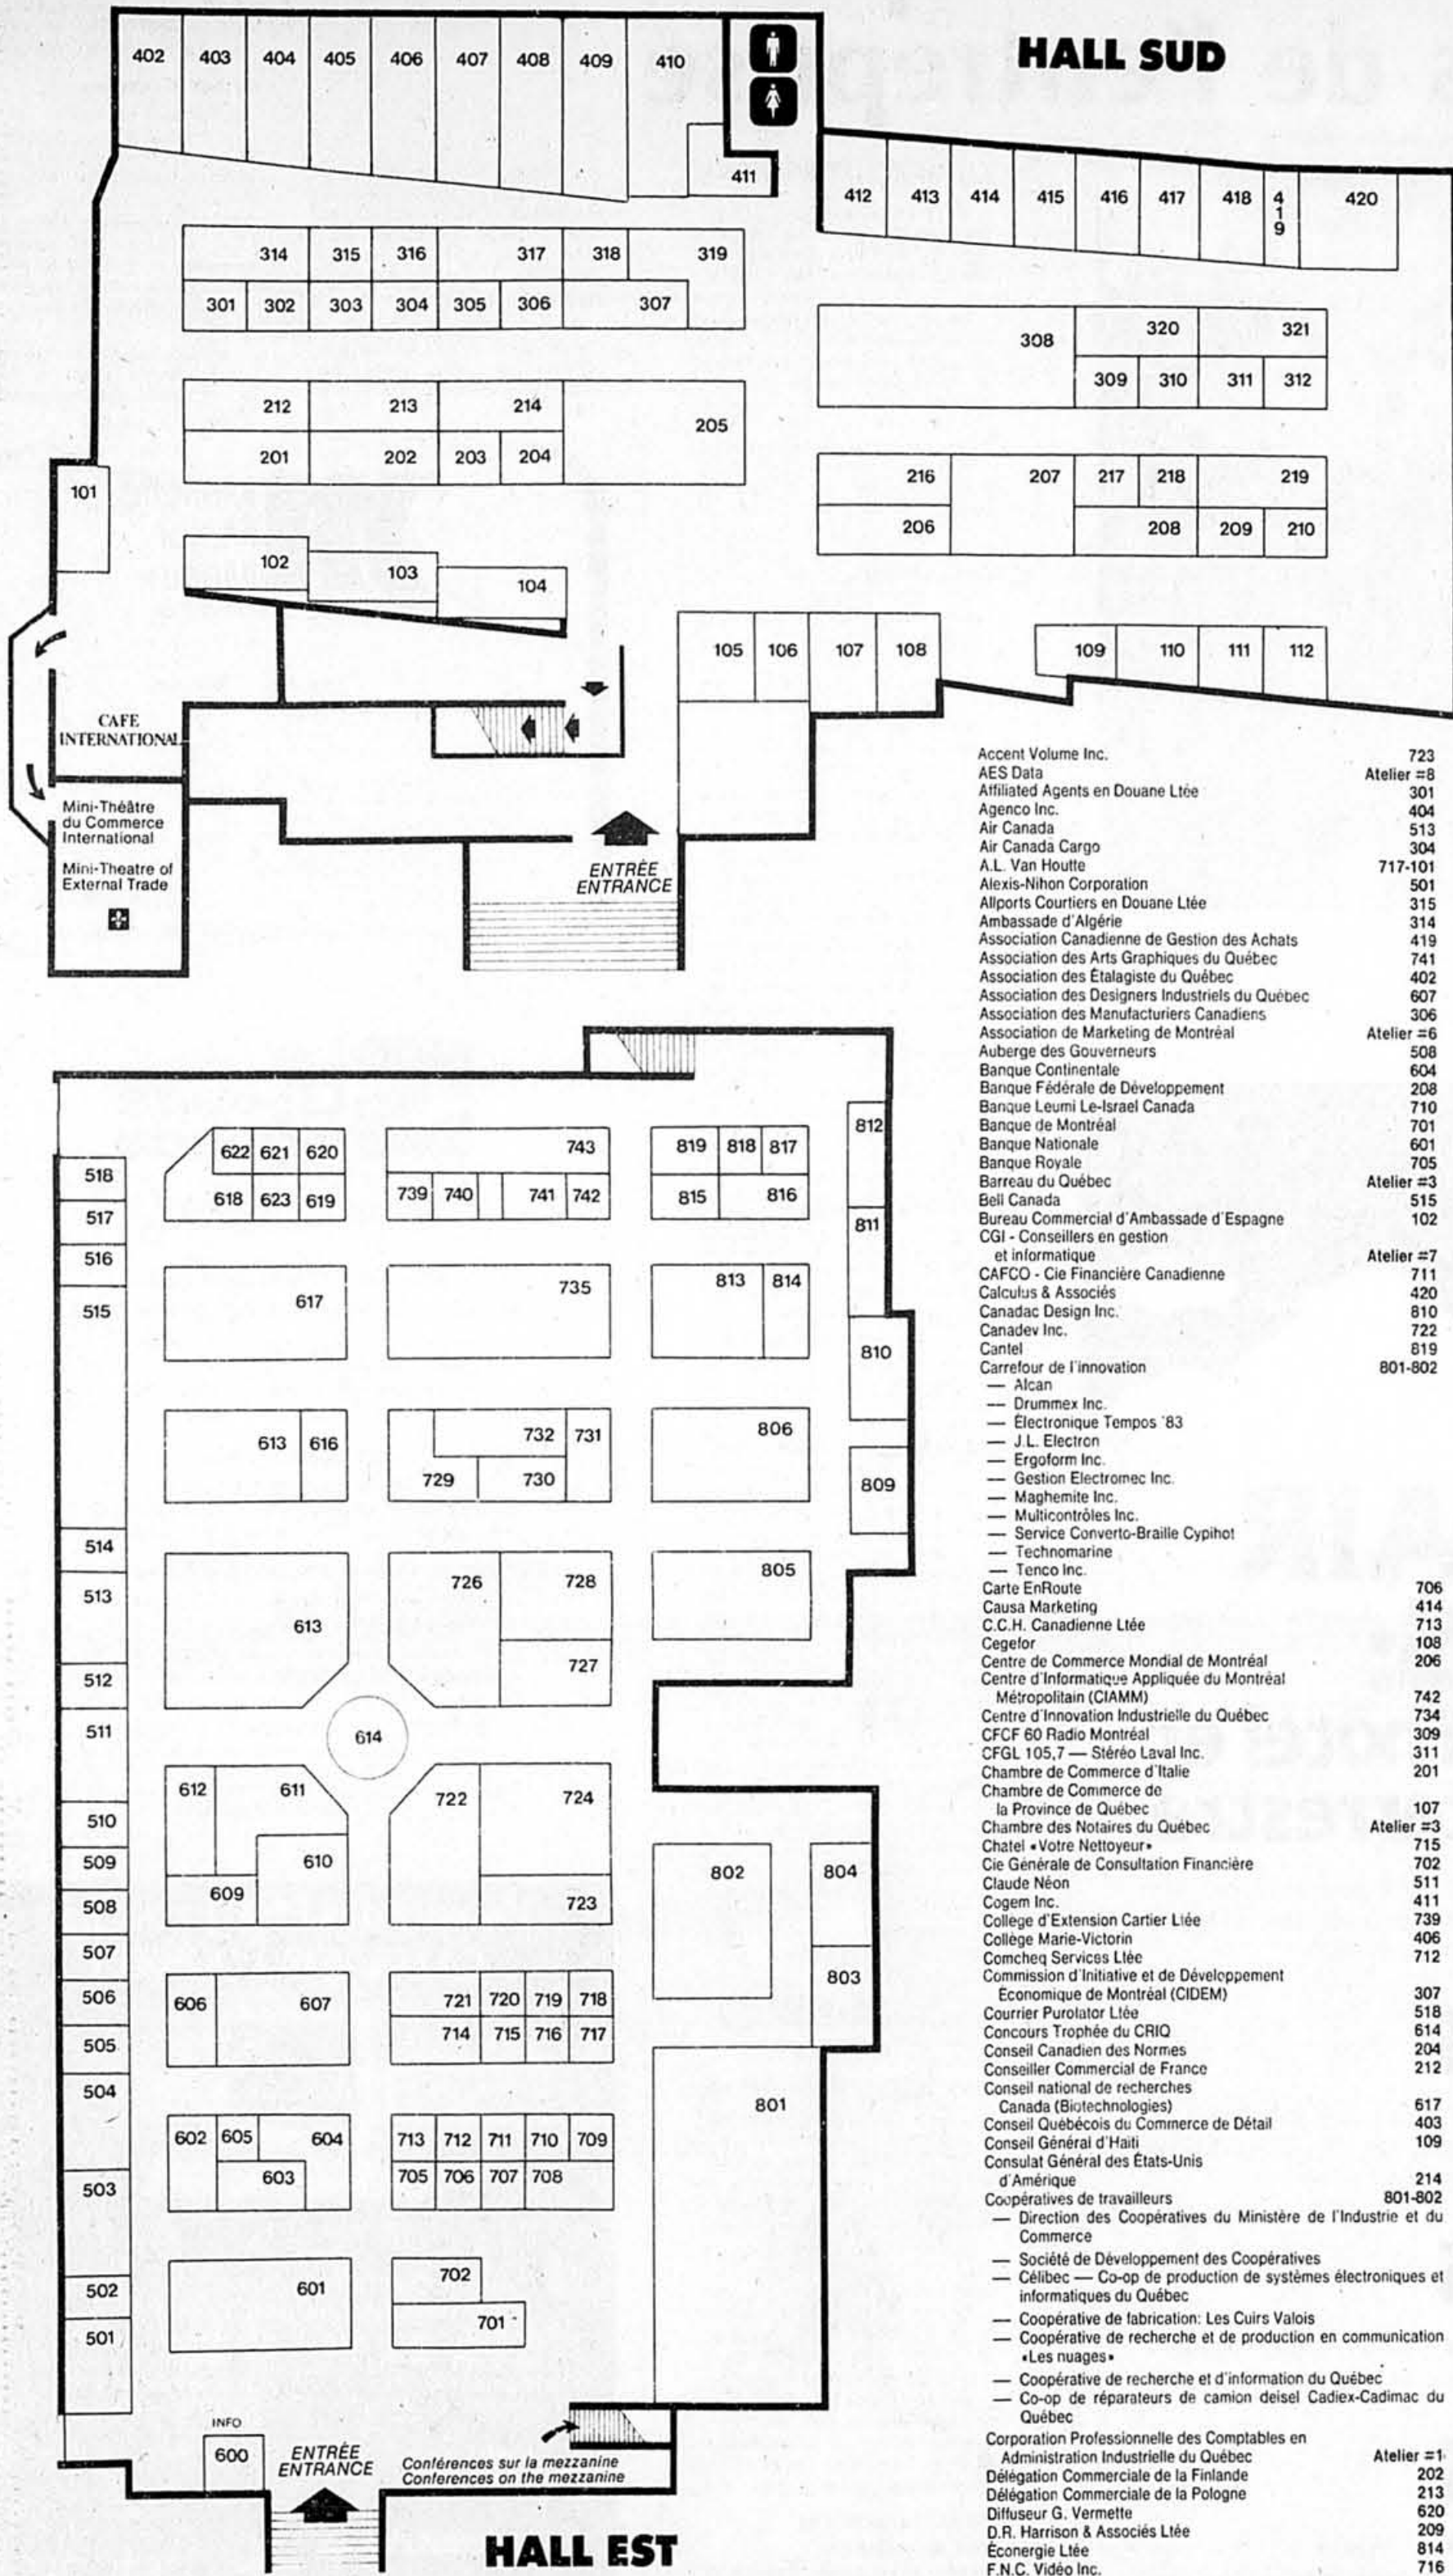 HALL SUD
402 403 404 405 406 407 408 409 410
411
412 413 414 415 416 417 418 419 420
314 315 316 317 318 319
301 302 303 304 305 306 307
308 320 321
309 310 311 312
212 213 214 205
201 202 203 204
216 207 217 218 219
206 208 209 210
101
102 103 104
105 106 107 108
109 110 111 112
CAFE
INTERNATIONAL
Mini-Théâtre
du Commerce
International
Mini-Theatre of
External Trade
ENTRÉE
ENTRANCE
622 621 620 743 819 818 817 812
518
618 623 619 739 740 741 742 815 816
517
811
516
617 735 813 814
515
810
613 616 732 731 806
729 730 809
514
513
726 728 805
613
727
512
511
614
612 611 722 724
510
509
610
802 804
609
508
723
507
803
506
606 607 721 720 719 718
714 715 716 717
505
504
801
602 605 604 713 712 711 710 709
603 705 706 707 708
503
502
601 702
701
501
INFO
600
ENTRÉE
ENTRANCE
Conférences sur la mezzanine
Conferences on the mezzanine
HALL EST
Accent Volume Inc. 723
AES Data Atelier =8
Affiliated Agents en Douane Ltée 301
Agenco Inc. 404
Air Canada 513
Air Canada Cargo 304
A.L. Van Houtte 717-101
Alexis-Nihon Corporation 501
Allports Courtiers en Douane Ltée 315
Ambassade d'Algérie 314
Association Canadienne de Gestion des Achats 419
Association des Arts Graphiques du Québec 741
Association des Étalagiste du Québec 402
Association des Designers Industriels du Québec 607
Association des Manufacturiers Canadiens 306
Association de Marketing de Montréal Atelier =6
Auberge des Gouverneurs 508
Banque Continentale 604
Banque Fédérale de Développement 208
Banque Leumi Le-Israel Canada 710
Banque de Montréal 701
Banque Nationale 601
Banque Royale 705
Barreau du Québec Atelier =3
Bell Canada 515
Bureau Commercial d'Ambassade d'Espagne 102
CGI - Conseillers en gestion
et informatique Atelier =7
CAFCO - Cie Financière Canadienne 711
Calculus & Associés 420
Canadac Design Inc. 810
Canadev Inc. 722
Cantel 819
Carrefour de l'innovation 801-802
— Alcan
— Drummex Inc.
— Électronique Tempos '83
— J.L. Electron
— Ergoform Inc.
— Gestion Electromec Inc.
— Maghemite Inc.
— Multicontrôles Inc.
— Service Converto-Braille Cypihot
— Technomarine
— Tenco Inc.
Carte EnRoute 706
Causa Marketing 414
C.C.H. Canadienne Ltée 713
Cegefor 108
Centre de Commerce Mondial de Montréal 206
Centre d'Informatique Appliquée du Montréal
Métropolitain (CIAMM) 742
Centre d'Innovation Industrielle du Québec 734
CFCF 60 Radio Montréal 309
CFGL 105,7 — Stéréo Laval Inc. 311
Chambre de Commerce d'Italie 201
Chambre de Commerce de
la Province de Québec 107
Chambre des Notaires du Québec Atelier =3
Chatel «Votre Nettoyeur» 715
Cie Générale de Consultation Financière 702
Claude Néon 511
Cogem Inc. 411
Collège d'Extension Cartier Ltée 739
Collège Marie-Victorin 406
Comcheq Services Ltée 712
Commission d'Initiative et de Développement
Économique de Montréal (CIDEM) 307
Courrier Purolator Ltée 518
Concours Trophée du CRIQ 614
Conseil Canadien des Normes 204
Conseiller Commercial de France 212
Conseil national de recherches
Canada (Biotechnologies) 617
Conseil Québécois du Commerce de Détail 403
Conseil Général d'Haiti 109
Consulat Général des États-Unis
d'Amérique 214
Coopératives de travailleurs 801-802
— Direction des Coopératives du Ministère de l'Industrie et du
Commerce
— Société de Développement des Coopératives
— Célibec — Co-op de production de systèmes électroniques et
informatiques du Québec
— Coopérative de fabrication: Les Cuirs Valois
— Coopérative de recherche et de production en communication
«Les nuages»
— Coopérative de recherche et d'information du Québec
— Co-op de réparateurs de camion deisel Cadiex-Cadimac du
Québec
Corporation Professionnelle des Comptables en
Administration Industrielle du Québec Atelier =1
Délégation Commerciale de la Finlande 202
Délégation Commerciale de la Pologne 213
Diffuseur G. Vermette 620
D.R. Harrison & Associés Ltée 209
Éconergie Ltée 814
F.N.C. Vidéo Inc. 716